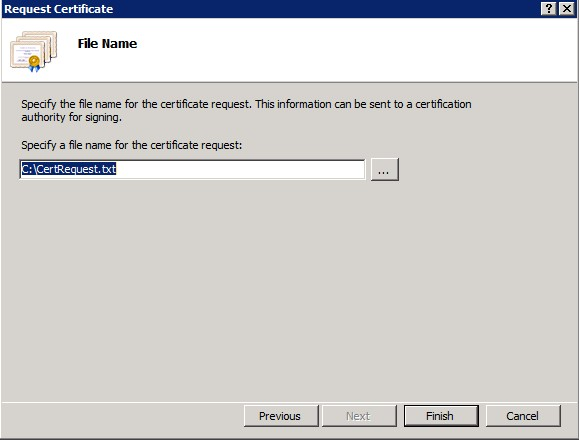 Request Certificate
File Name
Specify the file name for the certificate request. This information can be sent to a certification
authority for signing.
Specify a file name for the certificate request:
C:\CertRequest.txt
...
Previous
Next
Finish
Cancel